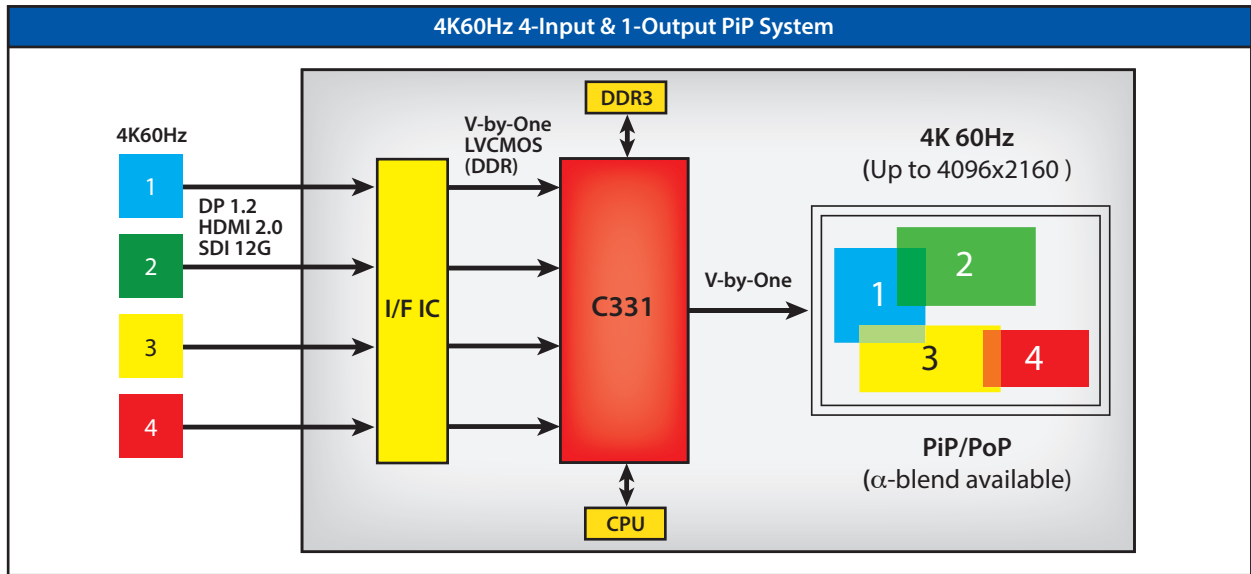 4K60Hz 4-Input & 1-Output PiP System
4K60Hz
1
2
3
4
DP 1.2
HDMI 2.0
SDI 12G
I/F IC
V-by-One
LVCMOS
(DDR)
DDR3
C331
CPU
V-by-One
4K 60Hz
(Up to 4096x2160 )
1
2
3
4
PiP/PoP
(α-blend available)